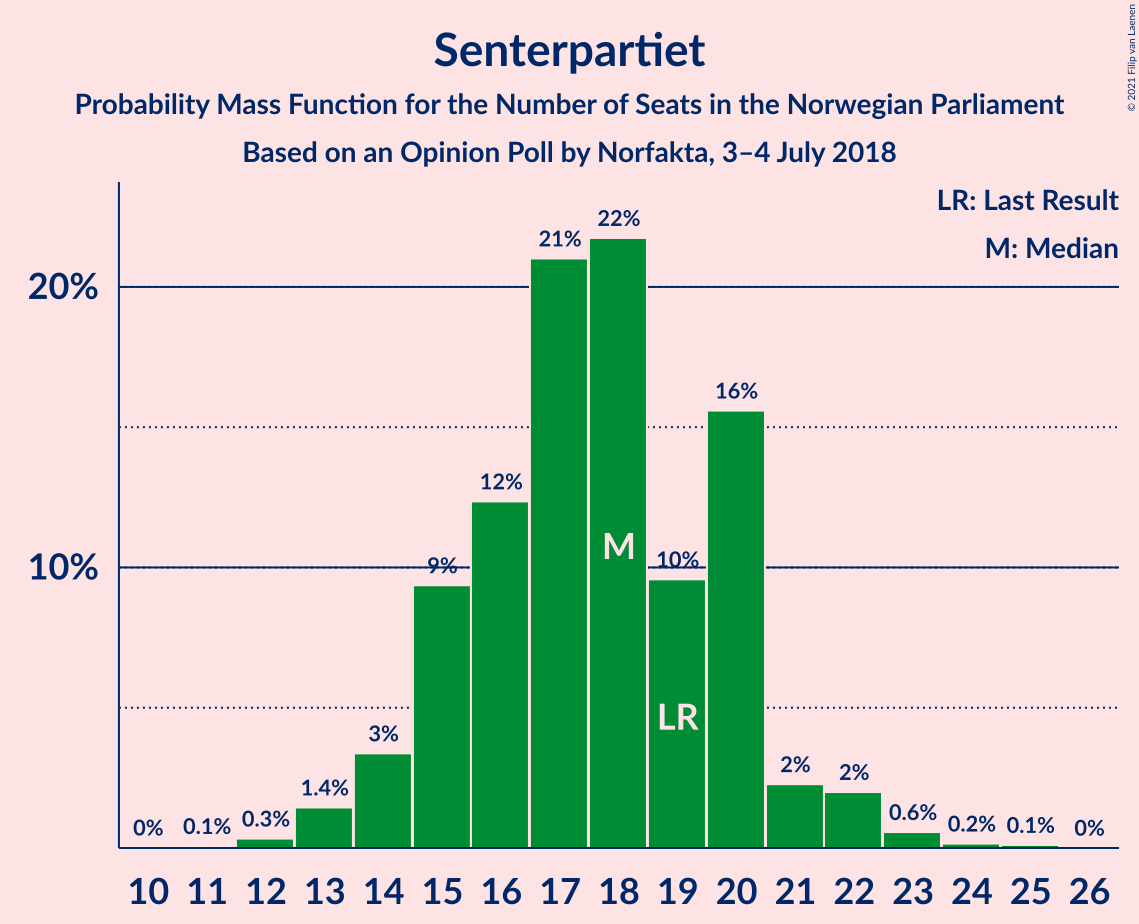 Senterpartiet
Probability Mass Function for the Number of Seats in the Norwegian Parliament
Based on an Opinion Poll by Norfakta, 3–4 July 2018
© 2021 Filip van Laenen
LR: Last Result
M: Median
20%
10%
0%
0.1%
0.3%
1.4%
3%
9%
12%
21%
22%
10%
16%
2%
2%
0.6%
0.2%
0.1%
0%
M
LR
10 11 12 13 14 15 16 17 18 19 20 21 22 23 24 25 26